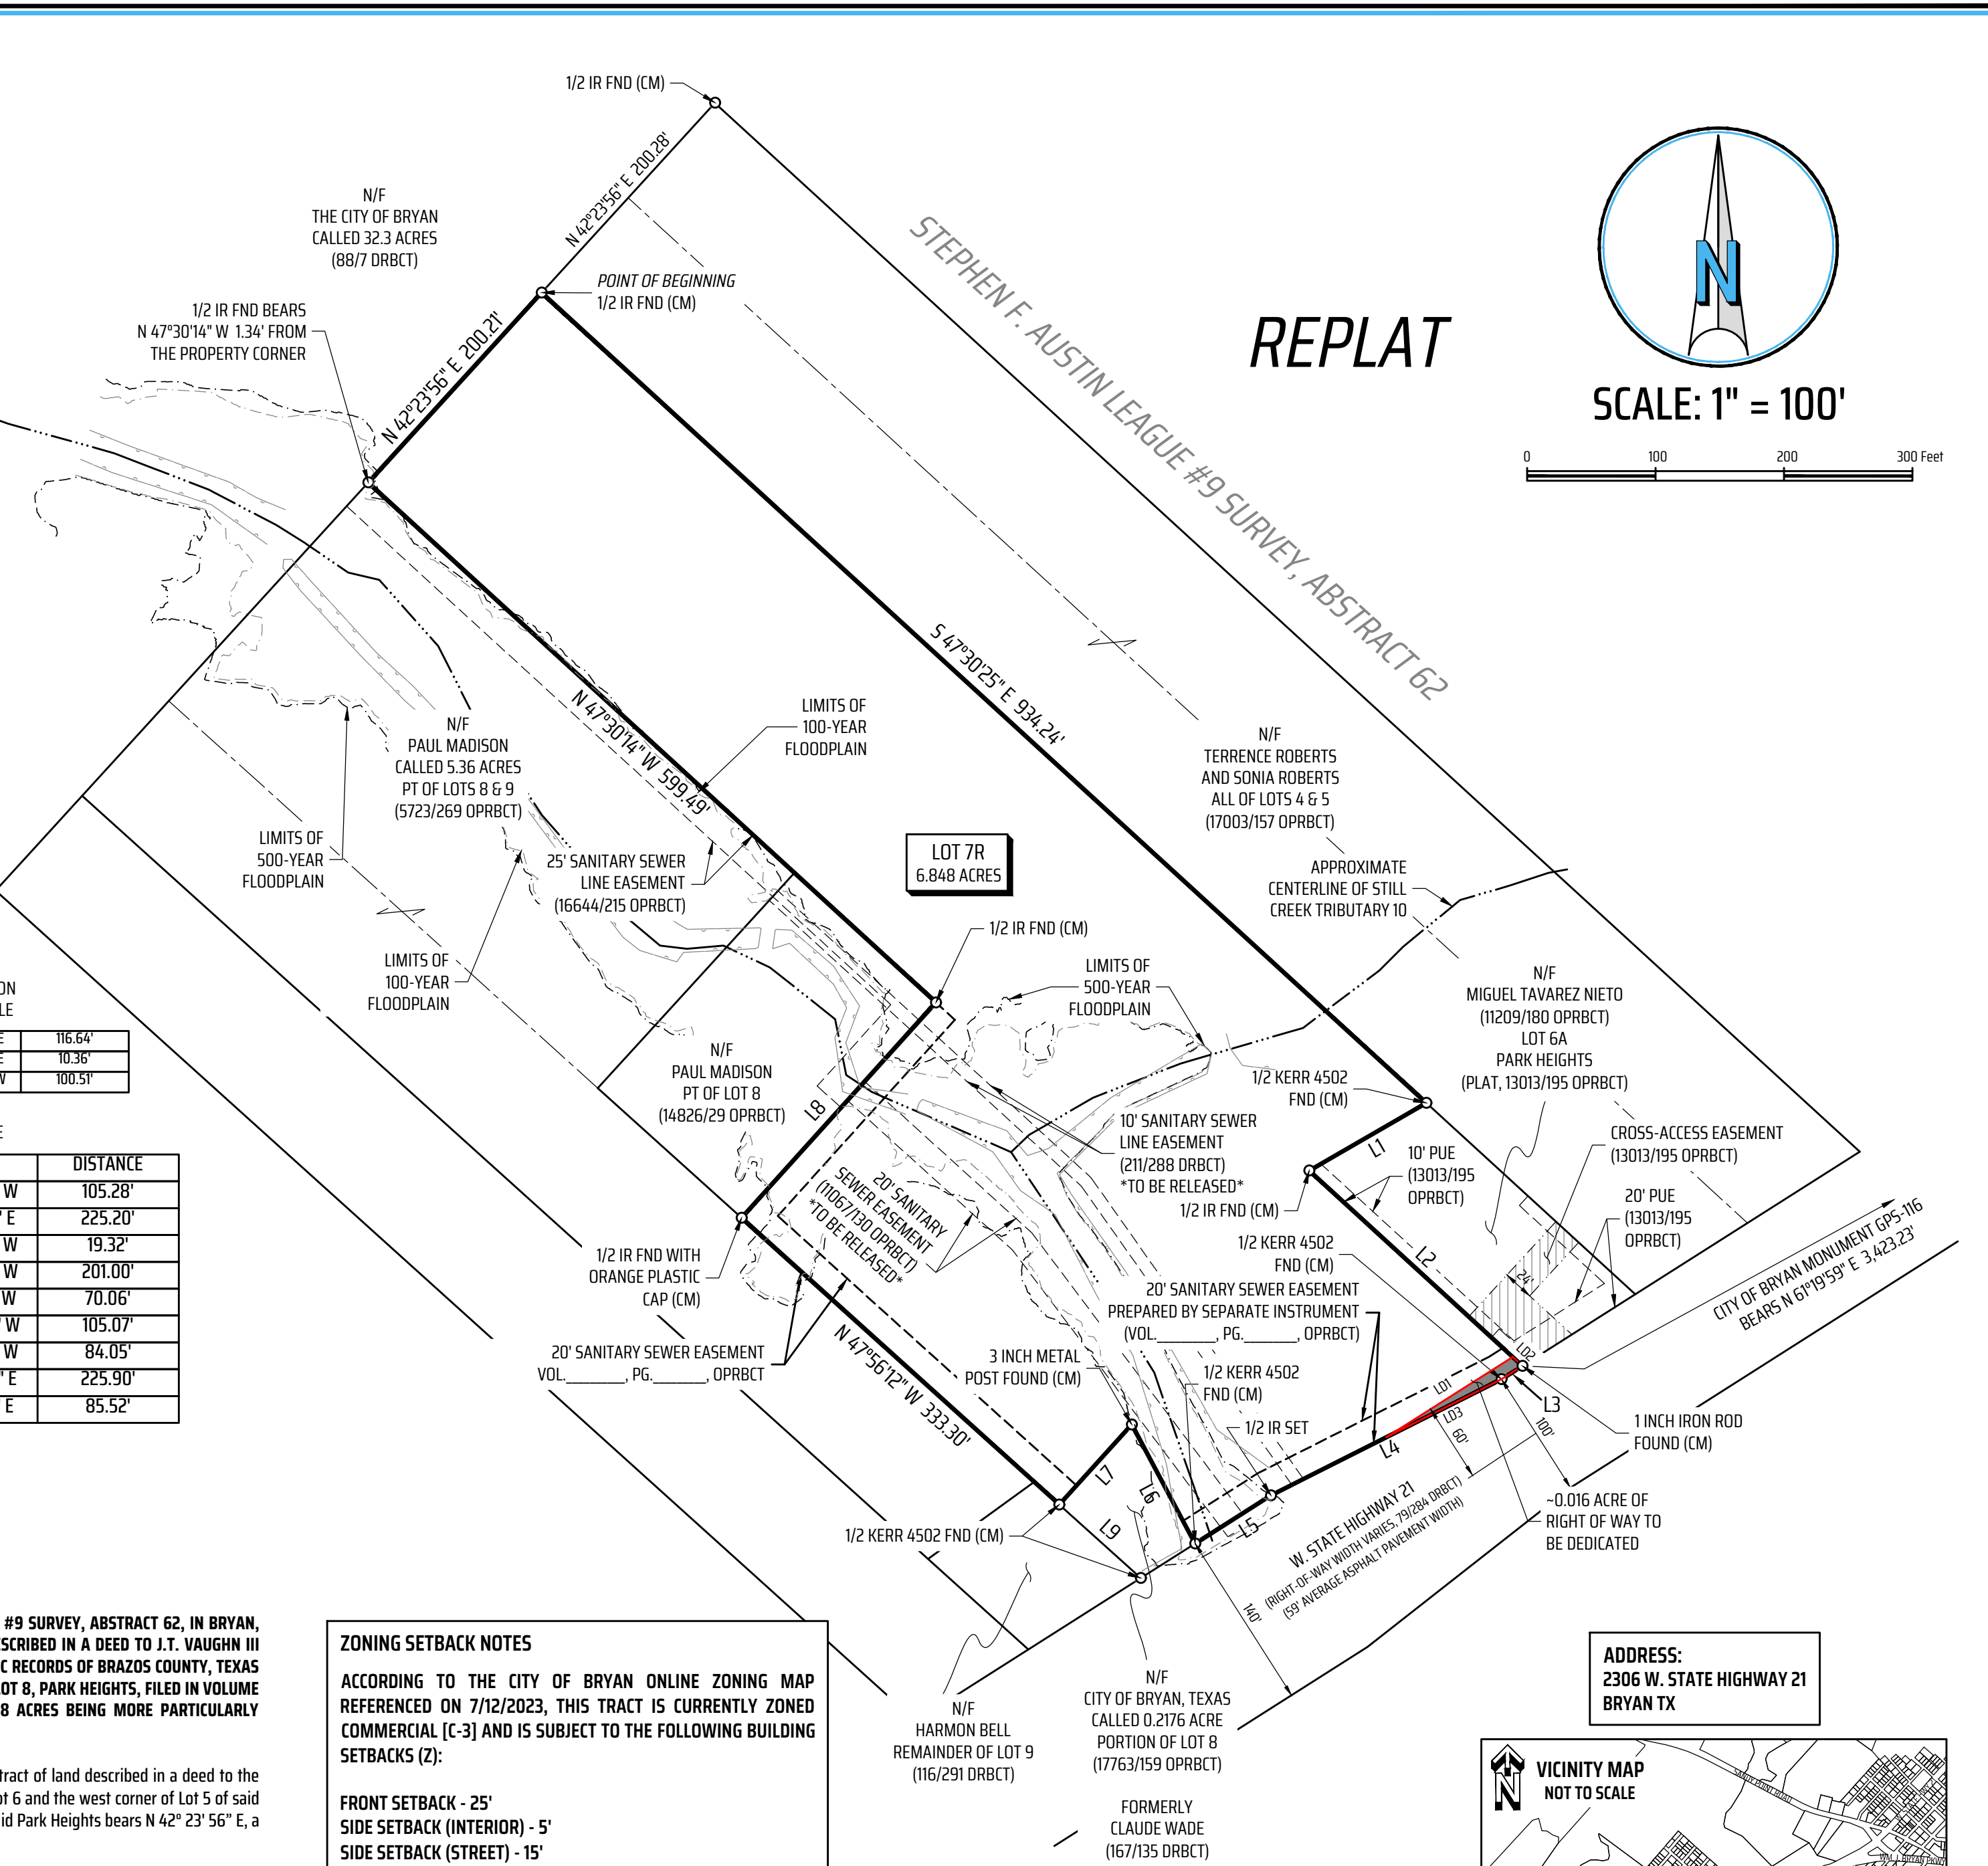 1/2 IR FND (CM)
N 42°23'56" E 200.28'
N/F
THE CITY OF BRYAN
CALLED 32.3 ACRES
(88/7 DRBCT)
POINT OF BEGINNING
1/2 IR FND (CM)
1/2 IR FND BEARS
N 47°30'14" W 1.34' FROM
THE PROPERTY CORNER
N 42°23'56" E 200.21'
STEPHEN F. AUSTIN LEAGUE #9 SURVEY, ABSTRACT 62
REPLAT
N
SCALE: 1" = 100'
0 100 200 300 Feet
S 47°30'25" E 934.24'
N 47°30'14" W 599.49'
LIMITS OF
100-YEAR
FLOODPLAIN
N/F
PAUL MADISON
CALLED 5.36 ACRES
PT OF LOTS 8 & 9
(5723/269 OPRBCT)
N/F
TERRENCE ROBERTS
AND SONIA ROBERTS
ALL OF LOTS 4 & 5
(17003/157 OPRBCT)
LIMITS OF
500-YEAR
FLOODPLAIN
25' SANITARY SEWER
LINE EASEMENT
(16644/215 OPRBCT)
LOT 7R
6.848 ACRES
APPROXIMATE
CENTERLINE OF STILL
CREEK TRIBUTARY 10
1/2 IR FND (CM)
LIMITS OF
100-YEAR
FLOODPLAIN
LIMITS OF
500-YEAR
FLOODPLAIN
N/F
MIGUEL TAVAREZ NIETO
(11209/180 OPRBCT)
LOT 6A
PARK HEIGHTS
(PLAT, 13013/195 OPRBCT)
ON
LE
E 116.64'
E 10.36'
W 100.51'
N/F
PAUL MADISON
PT OF LOT 8
(14826/29 OPRBCT)
L8
1/2 KERR 4502
FND (CM)
10' SANITARY SEWER
LINE EASEMENT
(211/288 DRBCT)
*TO BE RELEASED*
L1
10' PUE
(13013/195
OPRBCT)
CROSS-ACCESS EASEMENT
(13013/195 OPRBCT)
20' PUE
(13013/195
OPRBCT)
E
DISTANCE
W 105.28'
' E 225.20'
W 19.32'
W 201.00'
W 70.06'
' W 105.07'
W 84.05'
' E 225.90'
E 85.52'
20' SANITARY
SEWER EASEMENT
(11067/130 OPRBCT)
*TO BE RELEASED*
1/2 IR FND (CM)
L2
24'
CITY OF BRYAN MONUMENT GPS-116
BEARS N 61°19'59" E 3,423.23'
1/2 IR FND WITH
ORANGE PLASTIC
CAP (CM)
1/2 KERR 4502
FND (CM)
20' SANITARY SEWER EASEMENT
PREPARED BY SEPARATE INSTRUMENT
(VOL.________, PG._______, OPRBCT)
20' SANITARY SEWER EASEMENT
VOL.________, PG._______, OPRBCT
N 47°56'12" W 333.30'
3 INCH METAL
POST FOUND (CM)
1/2 KERR 4502
FND (CM)
1/2 IR SET
LD1
LD2
LD3
L3
L4
60'
100'
1 INCH IRON ROD
FOUND (CM)
L7
L6
L5
L9
1/2 KERR 4502 FND (CM)
W. STATE HIGHWAY 21
(RIGHT-OF-WAY WIDTH VARIES, 79/284 DRBCT)
(59' AVERAGE ASPHALT PAVEMENT WIDTH)
140'
~0.016 ACRE OF
RIGHT OF WAY TO
BE DEDICATED
#9 SURVEY, ABSTRACT 62, IN BRYAN,
ESCRIBED IN A DEED TO J.T. VAUGHN III
C RECORDS OF BRAZOS COUNTY, TEXAS
LOT 8, PARK HEIGHTS, FILED IN VOLUME
8 ACRES BEING MORE PARTICULARLY
tract of land described in a deed to the
ot 6 and the west corner of Lot 5 of said
id Park Heights bears N 42° 23' 56" E, a
ZONING SETBACK NOTES
ACCORDING TO THE CITY OF BRYAN ONLINE ZONING MAP
REFERENCED ON 7/12/2023, THIS TRACT IS CURRENTLY ZONED
COMMERCIAL [C-3] AND IS SUBJECT TO THE FOLLOWING BUILDING
SETBACKS (Z):
FRONT SETBACK - 25'
SIDE SETBACK (INTERIOR) - 5'
SIDE SETBACK (STREET) - 15'
N/F
HARMON BELL
REMAINDER OF LOT 9
(116/291 DRBCT)
N/F
CITY OF BRYAN, TEXAS
CALLED 0.2176 ACRE
PORTION OF LOT 8
(17763/159 OPRBCT)
FORMERLY
CLAUDE WADE
(167/135 DRBCT)
ADDRESS:
2306 W. STATE HIGHWAY 21
BRYAN TX
N
VICINITY MAP
NOT TO SCALE
SANDY POINT ROAD
WM. J. BRYAN PKWY